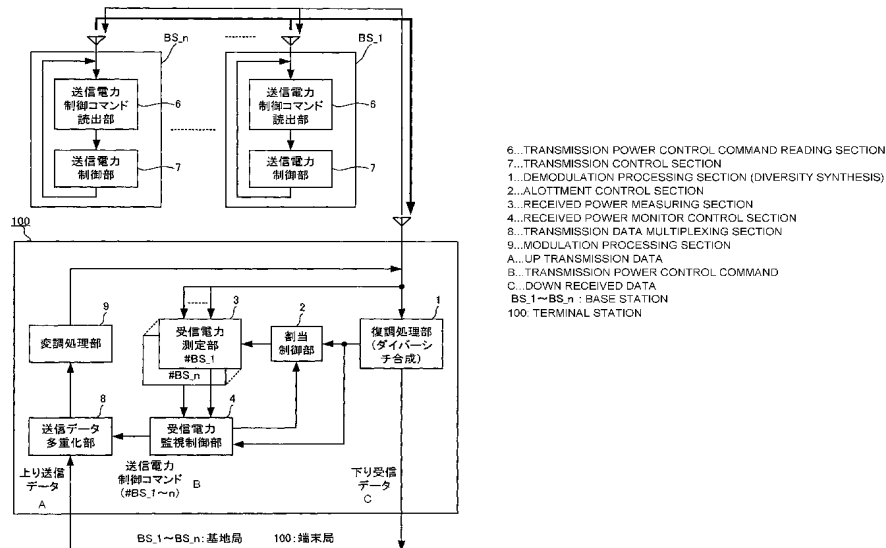 BS_n
BS_1
送信電力
制御コマンド
読出部
6
送信電力
制御部
7
送信電力
制御コマンド
読出部
6
送信電力
制御部
7
100
9
変調処理部
3
受信電力
測定部
#BS_1
#BS_n
2
割当
制御部
1
復調処理部
(ダイバーシ
チ合成)
8
送信データ
多重化部
4
受信電力
監視制御部
上り送信
データ
A
送信電力
制御コマンド
(#BS_1~n)
B
下り受信
データ
C
BS_1~BS_n:基地局 100:端末局
6...TRANSMISSION POWER CONTROL COMMAND READING SECTION
7...TRANSMISSION CONTROL SECTION
1...DEMODULATION PROCESSING SECTION (DIVERSITY SYNTHESIS)
2...ALOTTMENT CONTROL SECTION
3...RECEIVED POWER MEASURING SECTION
4...RECEIVED POWER MONITOR CONTROL SECTION
8...TRANSMISSION DATA MULTIPLEXING SECTION
9...MODULATION PROCESSING SECTION
A...UP TRANSMISSION DATA
B...TRANSMISSION POWER CONTROL COMMAND
C...DOWN RECEIVED DATA
BS_1~BS_n : BASE STATION
100: TERMINAL STATION